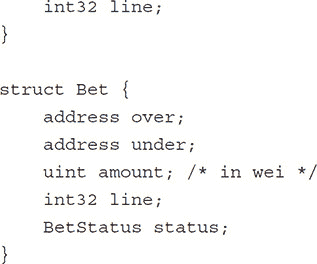 int32 line;
}

struct Bet {
    address over;
    address under;
    uint amount; /* in wei */
    int32 line;
    BetStatus status;
}